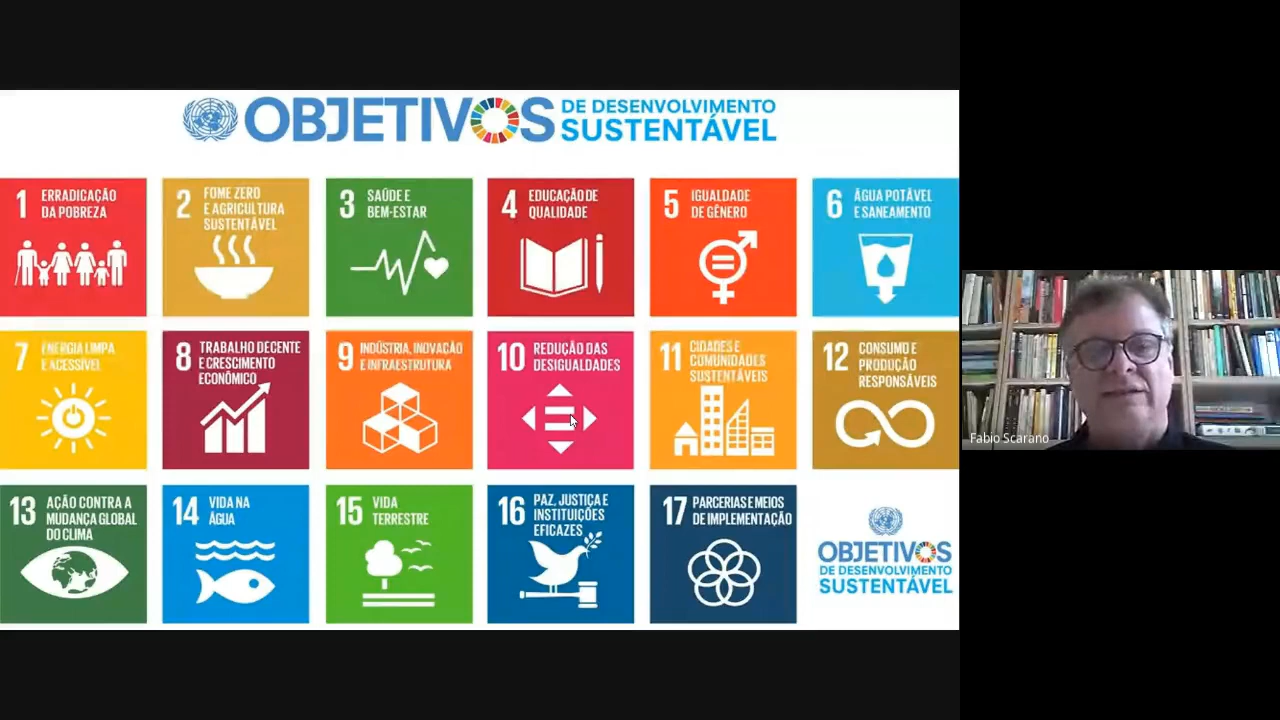 OBJETIVOS
DE DESENVOLVIMENTO
SUSTENTÁVEL
1 ERRADICAÇÃO
DA POBREZA
2 FOME ZERO
E AGRICULTURA
SUSTENTÁVEL
3 SAÚDE E
BEM-ESTAR
4 EDUCAÇÃO DE
QUALIDADE
5 IGUALDADE
DE GÊNERO
6 ÁGUA POTÁVEL
E SANEAMENTO
7 ENERGIA LIMPA
E ACESSÍVEL
8 TRABALHO DECENTE
E CRESCIMENTO
ECONÔMICO
9 INDÚSTRIA, INOVAÇÃO
E INFRAESTRUTURA
10 REDUÇÃO DAS
DESIGUALDADES
11 CIDADES E
COMUNIDADES
SUSTENTÁVEIS
12 CONSUMO E
PRODUÇÃO
RESPONSÁVEIS
13 AÇÃO CONTRA A
MUDANÇA GLOBAL
DO CLIMA
14 VIDA NA
ÁGUA
15 VIDA
TERRESTRE
16 PAZ, JUSTIÇA E
INSTITUIÇÕES
EFICAZES
17 PARCERIAS E MEIOS
DE IMPLEMENTAÇÃO
OBJETIVOS
DE DESENVOLVIMENTO
SUSTENTÁVEL
Fabio Scarano